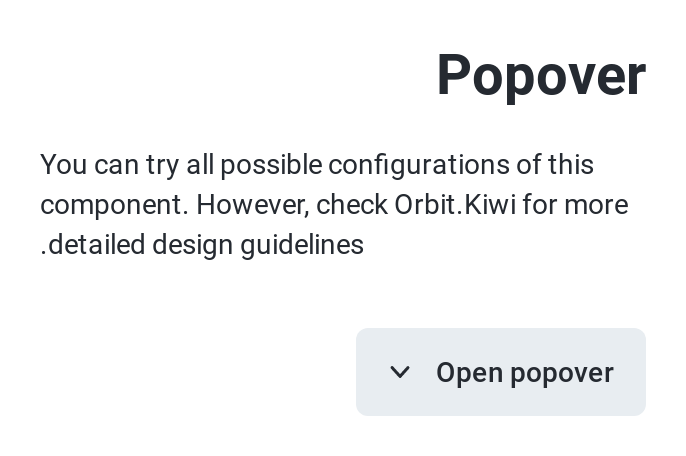 Popover
You can try all possible configurations of this
component. However, check Orbit.Kiwi for more
.detailed design guidelines
Open popover